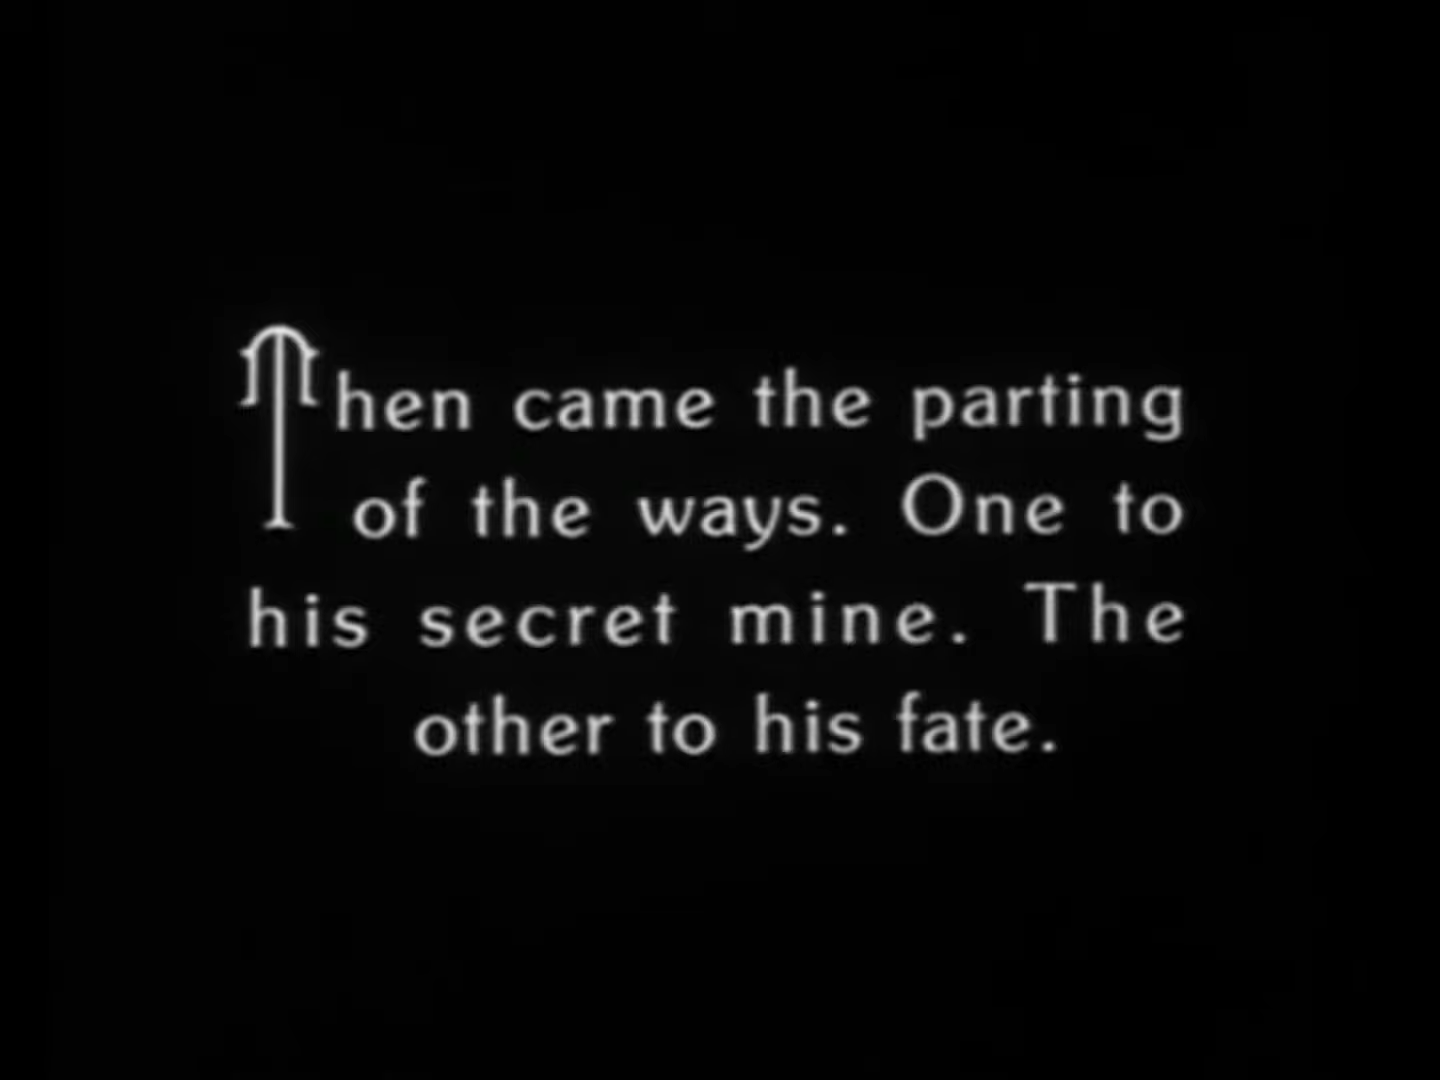 Then came the parting
of the ways. One to
his secret mine. The
other to his fate.